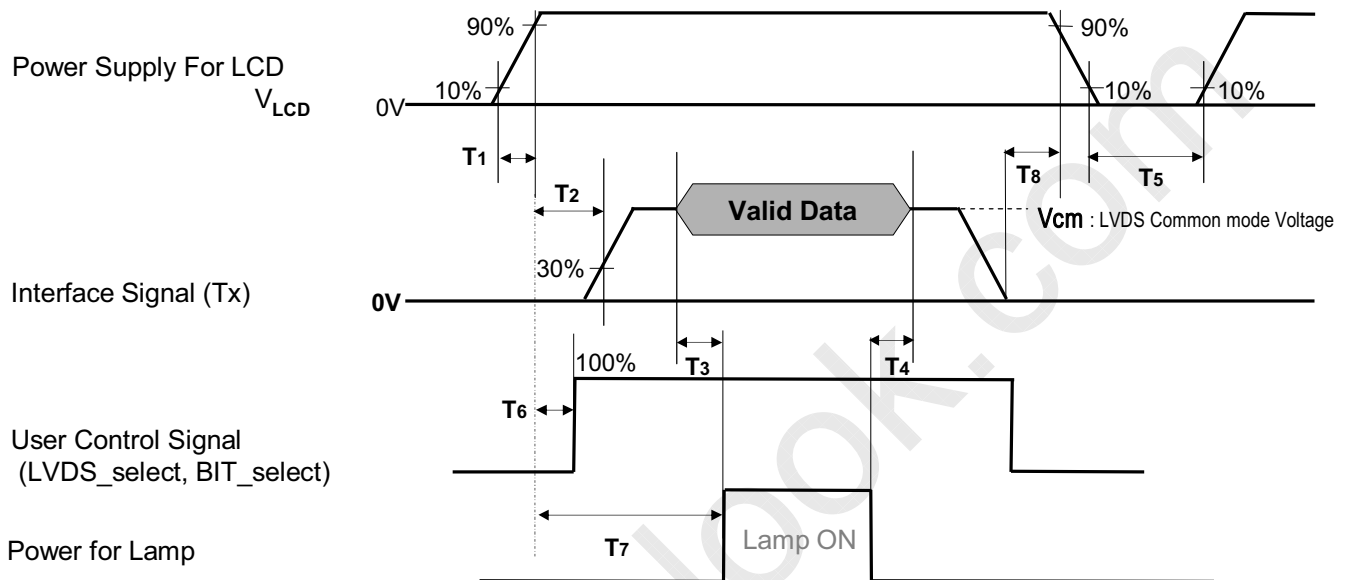 90%
90%
Power Supply For LCD
VLCD
10%
10%
10%
0V
T1
T8
T5
T2
Valid Data
Vcm : LVDS Common mode Voltage
30%
Interface Signal (Tx)
0V
100%
T3
T4
T6
User Control Signal
(LVDS_select, BIT_select)
T7
Lamp ON
Power for Lamp
look.com